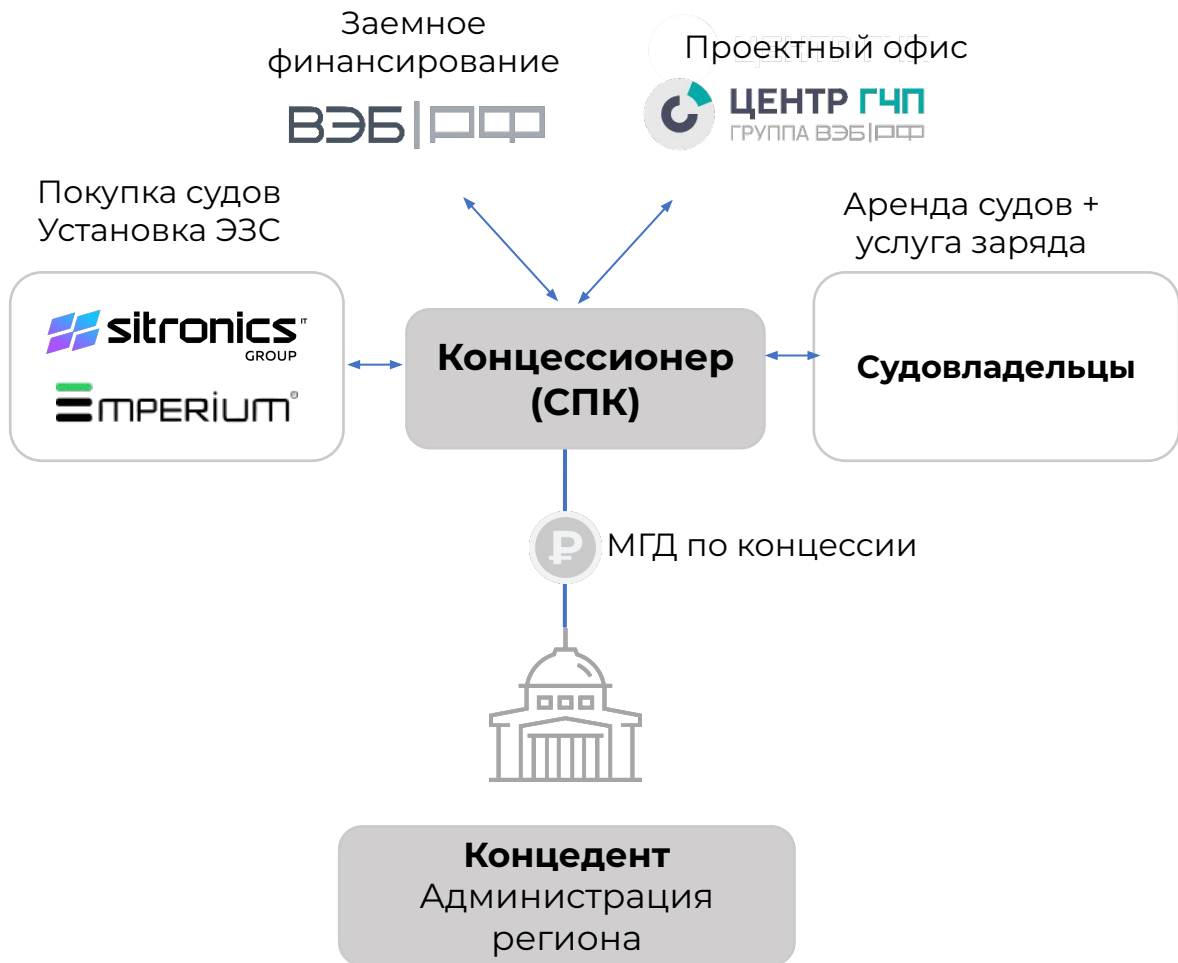 Заемное
финансирование
ВЭБ|РФ
Проектный офис
ЦЕНТР ГЧП
ГРУППА ВЭБ|РФ
Покупка судов
Установка ЭЗС
sitronics IT
GROUP
EMPERIUM®
Концессионер
(СПК)
Аренда судов +
услуга заряда
Судовладельцы
₽
МГД по концессии
Концедент
Администрация
региона